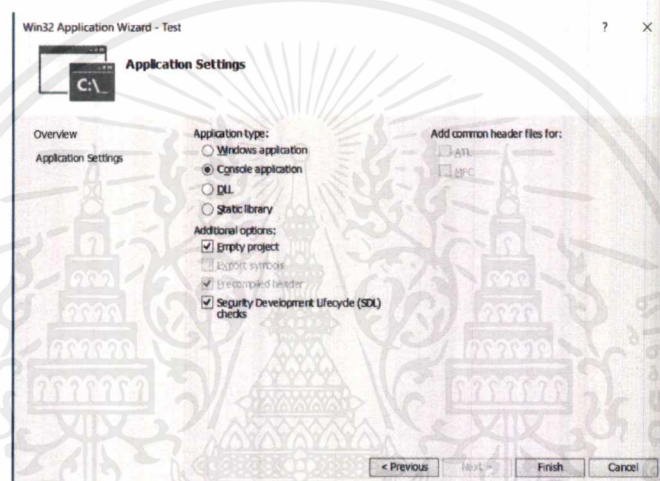 Win32 Application Wizard - Test
?
C:\_
Application Settings
Overview
Application Settings
Application type:
Windows application
Console application
DLL
Static library
Additional options:
Empty project
Export symbols
Precompiled header
Security Development Lifecycle (SDL)
checks
Add common header files for:
ATL
MFC
< Previous
Next >
Finish
Cancel